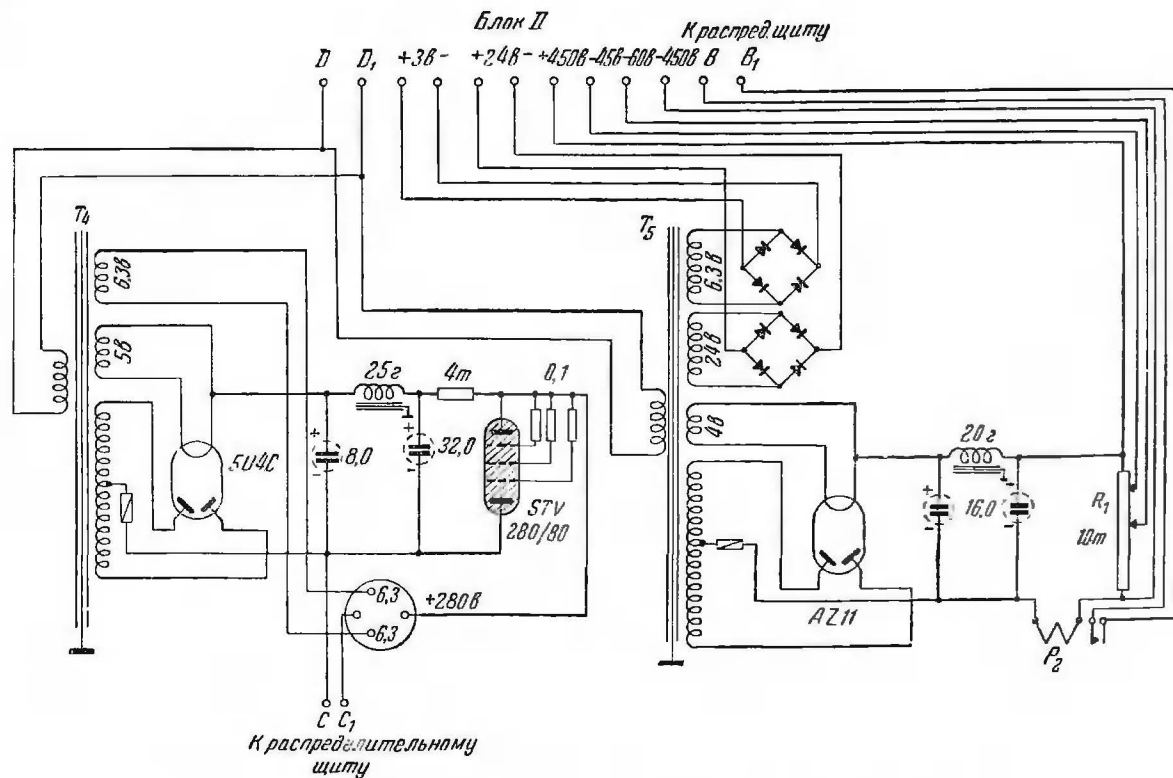 Блок II
К распред. щиту
D D₁ +3в- +24в- +450в-45в-60в-450в В В₁
T₄
6,3в
5в
5U4C
25г
4т
0,1
8,0
32,0
STV
280/80
6,3
6,3
+280в
C C₁
К распределительному
щиту
T₅
6,3в
24в
4в
AZ11
20г
16,0
R₁
10т
P₂